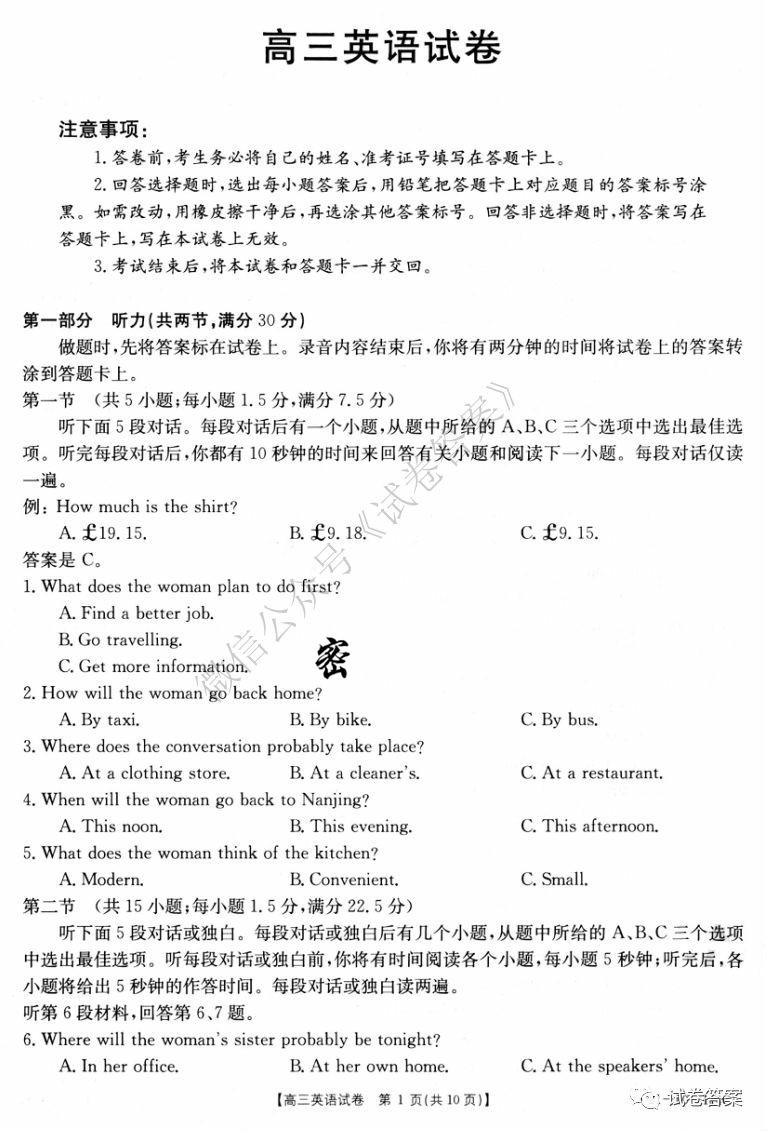 高三英语试卷
注意事项:
1.答卷前,考生务必将自己的姓名、准考证号填写在答题卡上。
2.回答选择题时,选出每小题答案后,用铅笔把答题卡上对应题目的答案标号涂
黑。如需改动,用橡皮擦干净后,再选涂其他答案标号。回答非选择题时,将答案写在
答题卡上,写在本试卷上无效。
3.考试结束后,将本试卷和答题卡一并交回。
第一部分 听力(共两节,满分 30 分)
做题时,先将答案标在试卷上。录音内容结束后,你将有两分钟的时间将试卷上的答案转
涂到答题卡上。
第一节 (共 5 小题;每小题 1.5 分,满分 7.5 分)
听下面 5 段对话。每段对话后有一个小题,从题中所给的 A、B、C 三个选项中选出最佳选
项。听完每段对话后,你都有 10 秒钟的时间来回答有关小题和阅读下一小题。每段对话仅读
一遍。
例: How much is the shirt?
A. £19.15. B. £9.18. C. £9.15.
答案是 C。
1. What does the woman plan to do first?
A. Find a better job.
B. Go travelling.
C. Get more information.
密
2. How will the woman go back home?
A. By taxi. B. By bike. C. By bus.
3. Where does the conversation probably take place?
A. At a clothing store. B. At a cleaner's. C. At a restaurant.
4. When will the woman go back to Nanjing?
A. This noon. B. This evening. C. This afternoon.
5. What does the woman think of the kitchen?
A. Modern. B. Convenient. C. Small.
第二节 (共 15 小题;每小题 1.5 分,满分 22.5 分)
听下面 5 段对话或独白。每段对话或独白后有几个小题,从题中所给的 A、B、C 三个选项
中选出最佳选项。听每段对话或独白前,你将有时间阅读各个小题,每小题 5 秒钟;听完后,各
小题将给出 5 秒钟的作答时间。每段对话或独白读两遍。
听第 6 段材料,回答第 6、7 题。
6. Where will the woman's sister probably be tonight?
A. In her office. B. At her own home. C. At the speakers' home.
【高三英语试卷 第 1 页(共 10 页)】
微信公众号《试卷答案》
试卷答案